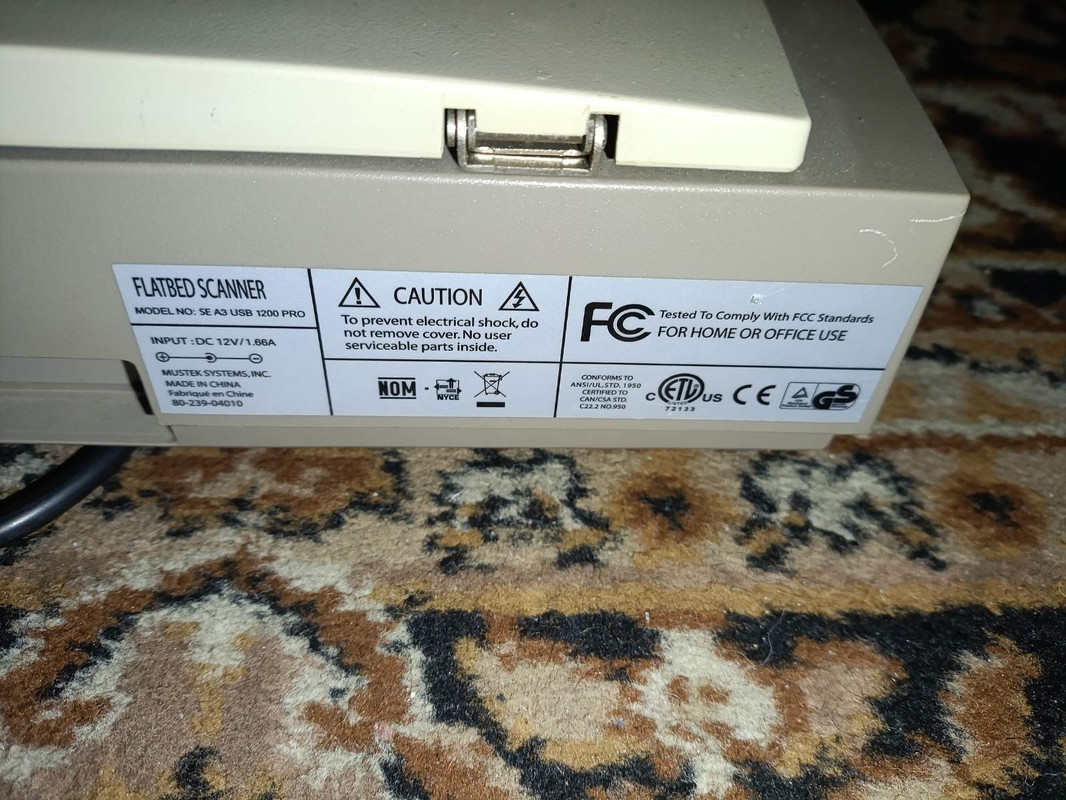 FLATBED SCANNER
MODEL NO: SE A3 USB 1200 PRO
INPUT : DC 12V/1.66A
MUSTEK SYSTEMS, INC.
MADE IN CHINA
Fabriqué en Chine
80-239-04010
CAUTION
To prevent electrical shock, do
not remove cover. No user
serviceable parts inside.
NOM
NYCE
FCC
Tested To Comply With FCC Standards
FOR HOME OR OFFICE USE
CONFORMS TO
ANSI/UL,STD. 1950
CERTIFIED TO
CAN/CSA STD.
C22.2 NO.950
C ETL US
LISTED
72133
CE
GS